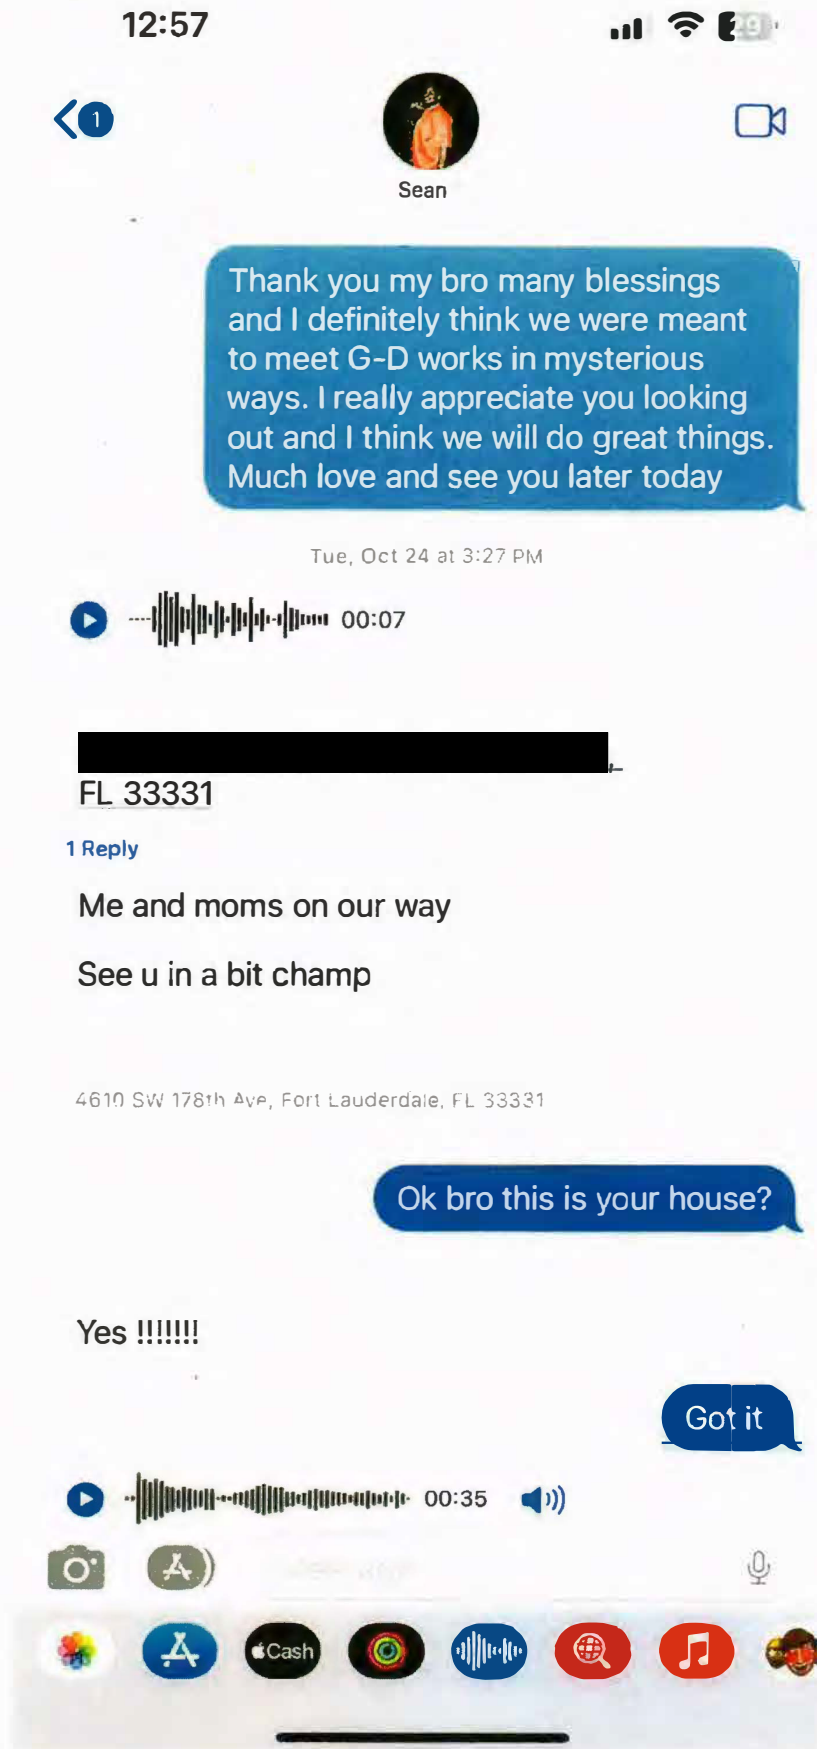 12:57
1
Sean
Thank you my bro many blessings
and I definitely think we were meant
to meet G-D works in mysterious
ways. I really appreciate you looking
out and I think we will do great things.
Much love and see you later today
Tue, Oct 24 at 3:27 PM
00:07
FL 33331
1 Reply
Me and moms on our way
See u in a bit champ
4610 SW 178th Ave, Fort Lauderdale, FL 33331
Ok bro this is your house?
Yes !!!!!!!
Got it
00:35
Cash